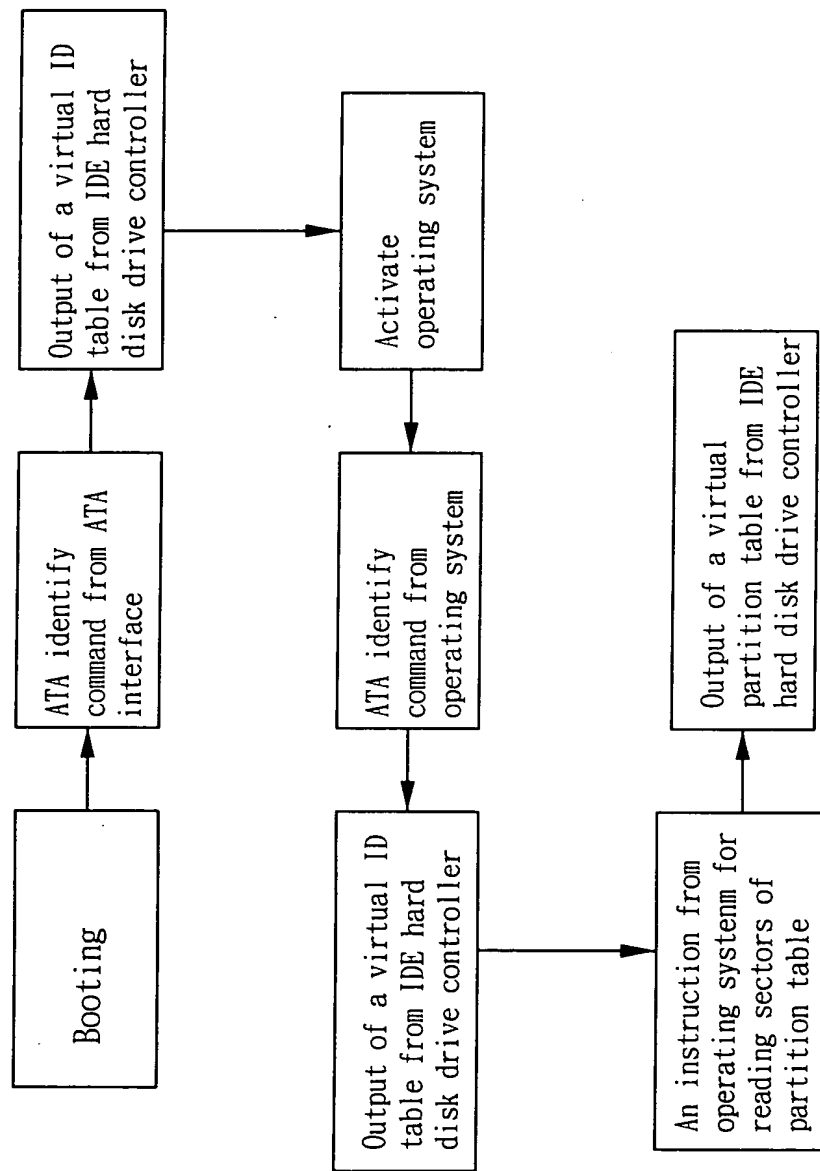 Booting
ATA identify
command from ATA
interface
Output of a virtual ID
table from IDE hard
disk drive controller
Activate
operating system
ATA identify
command from
operating system
Output of a virtual ID
table from IDE hard
disk drive controller
An instruction from
operating systenm for
reading sectors of
partition table
Output of a virtual
partition table from IDE
hard disk drive controller